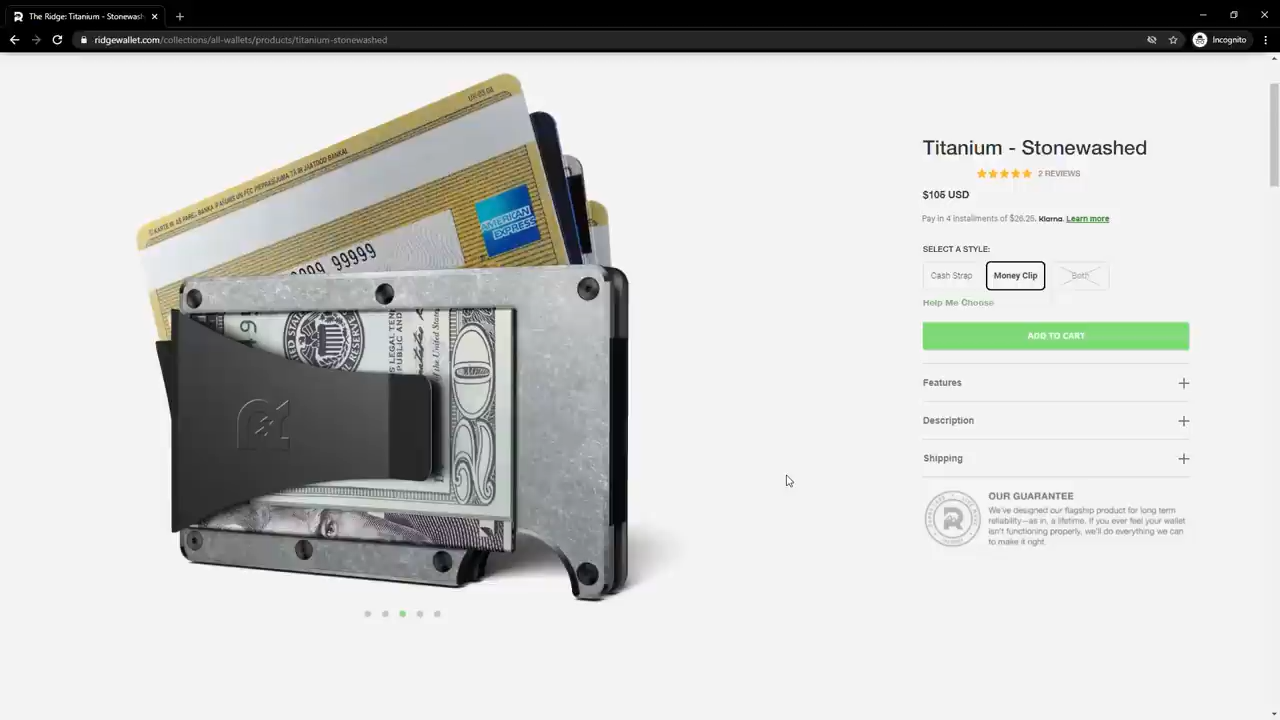 The Ridge: Titanium - Stonewash
ridgewallet.com/collections/all-wallets/products/titanium-stonewashed
Incognito
AMERICAN
EXPRESS
9999 99999
Titanium - Stonewashed
2 REVIEWS
$105 USD
Pay in 4 installments of $26.25. Klarna. Learn more
SELECT A STYLE:
Cash Strap
Money Clip
Both
Help Me Choose
ADD TO CART
Features
Description
Shipping
OUR GUARANTEE
We've designed our flagship product for long term
reliability—as in, a lifetime. If you ever feel your wallet
isn't functioning properly, we'll do everything we can
to make it right.